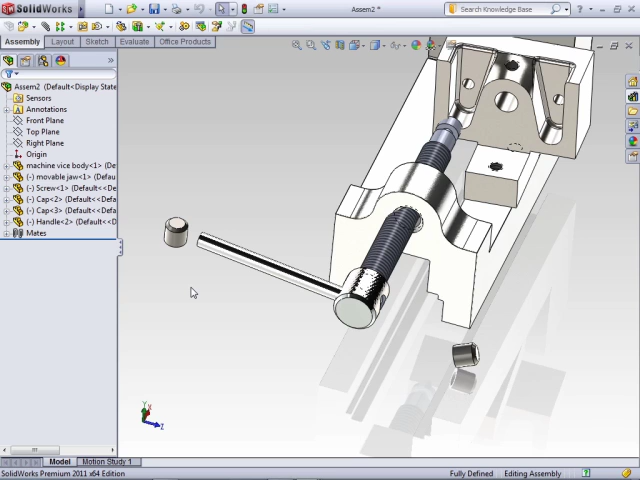 SolidWorks
Assem2 *
Search Knowledge Base
Assembly
Layout
Sketch
Evaluate
Office Products
Assem2 (Default<Display State
Sensors
Annotations
Front Plane
Top Plane
Right Plane
Origin
machine vice body<1> (De
(-) movable jaw<1> (Defau
(-) Screw<1> (Default<<De
(-) Cap<2> (Default<<Defa
(-) Cap<3> (Default<<Defa
(-) Handle<2> (Default<<D
Mates
Y
X
Z
Model
Motion Study 1
SolidWorks Premium 2011 x64 Edition
Fully Defined
Editing Assembly